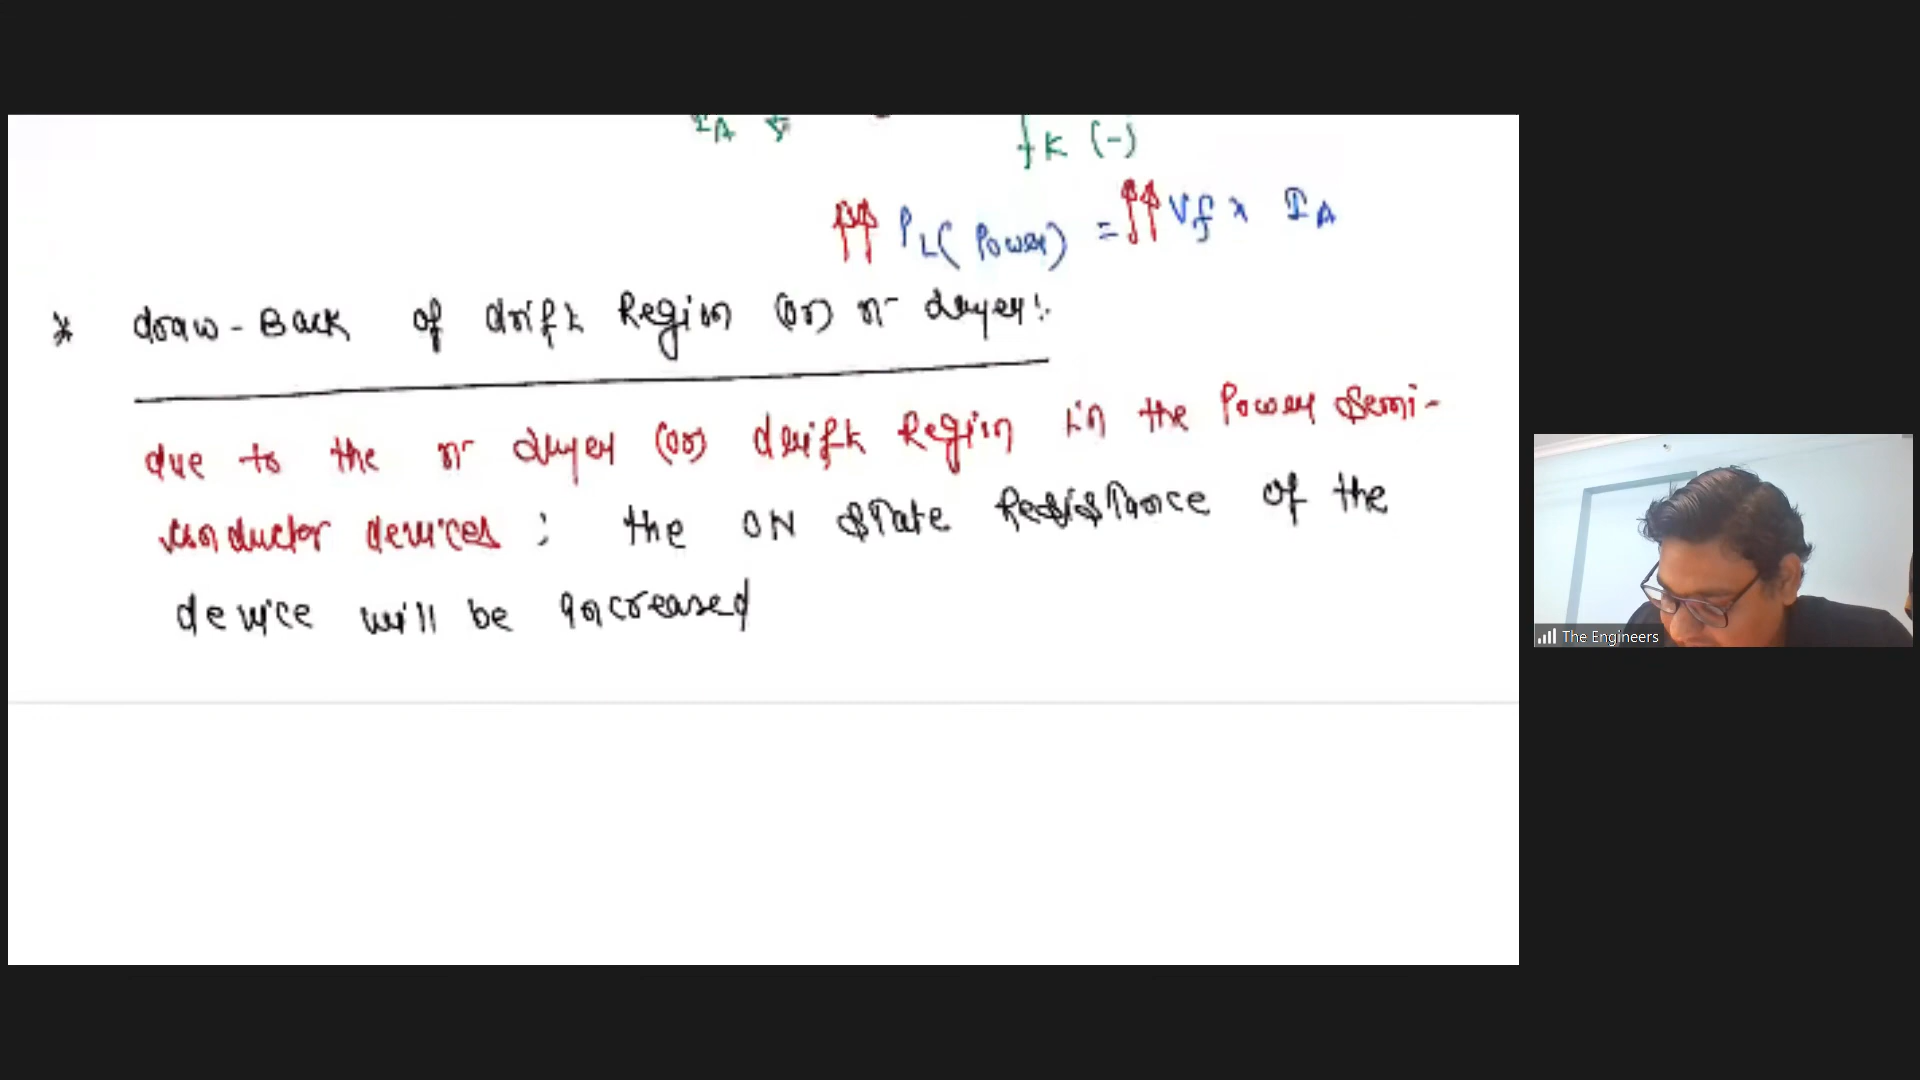 IA
K (-)
↑↑ PL( Power) = ↑↑ Vf x IA
* draw-Back of drift Region (or) n- layer:
due to the n- layer (or) drift Region in the Power semi-
conductor devices; the ON state Resistance of the
device will be increased
The Engineers